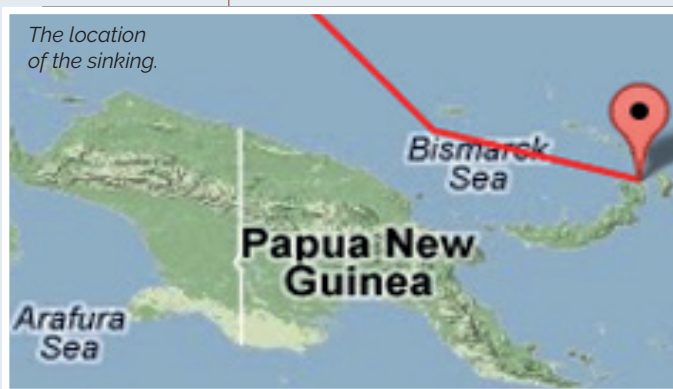 The location
of the sinking.
Bismarck
Sea
Papua New
Guinea
Arafura
Sea